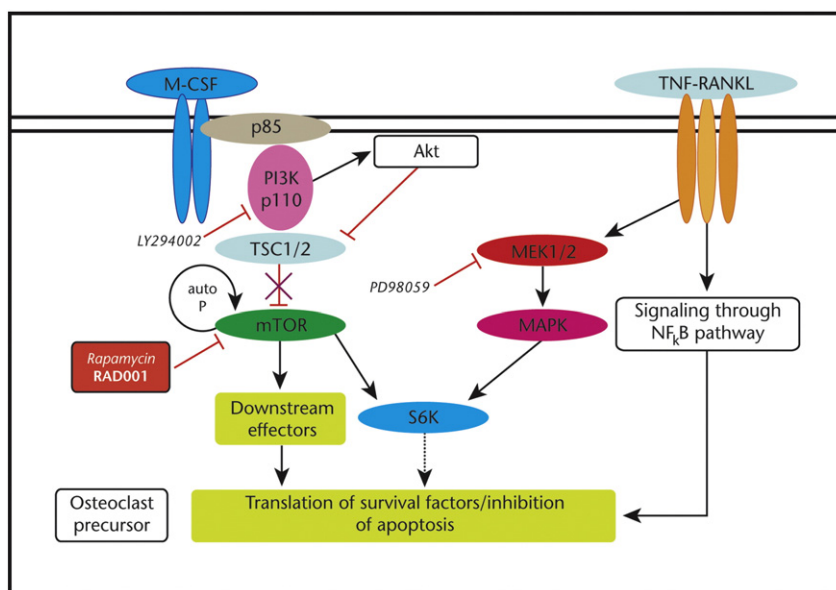 M-CSF
TNF-RANKL
p85
Akt
PI3K
p110
LY294002
TSC1/2
MEK1/2
PD98059
auto
P
mTOR
MAPK
Signaling through
NFkB pathway
Rapamycin
RAD001
Downstream
effectors
S6K
Osteoclast
precursor
Translation of survival factors/inhibition
of apoptosis